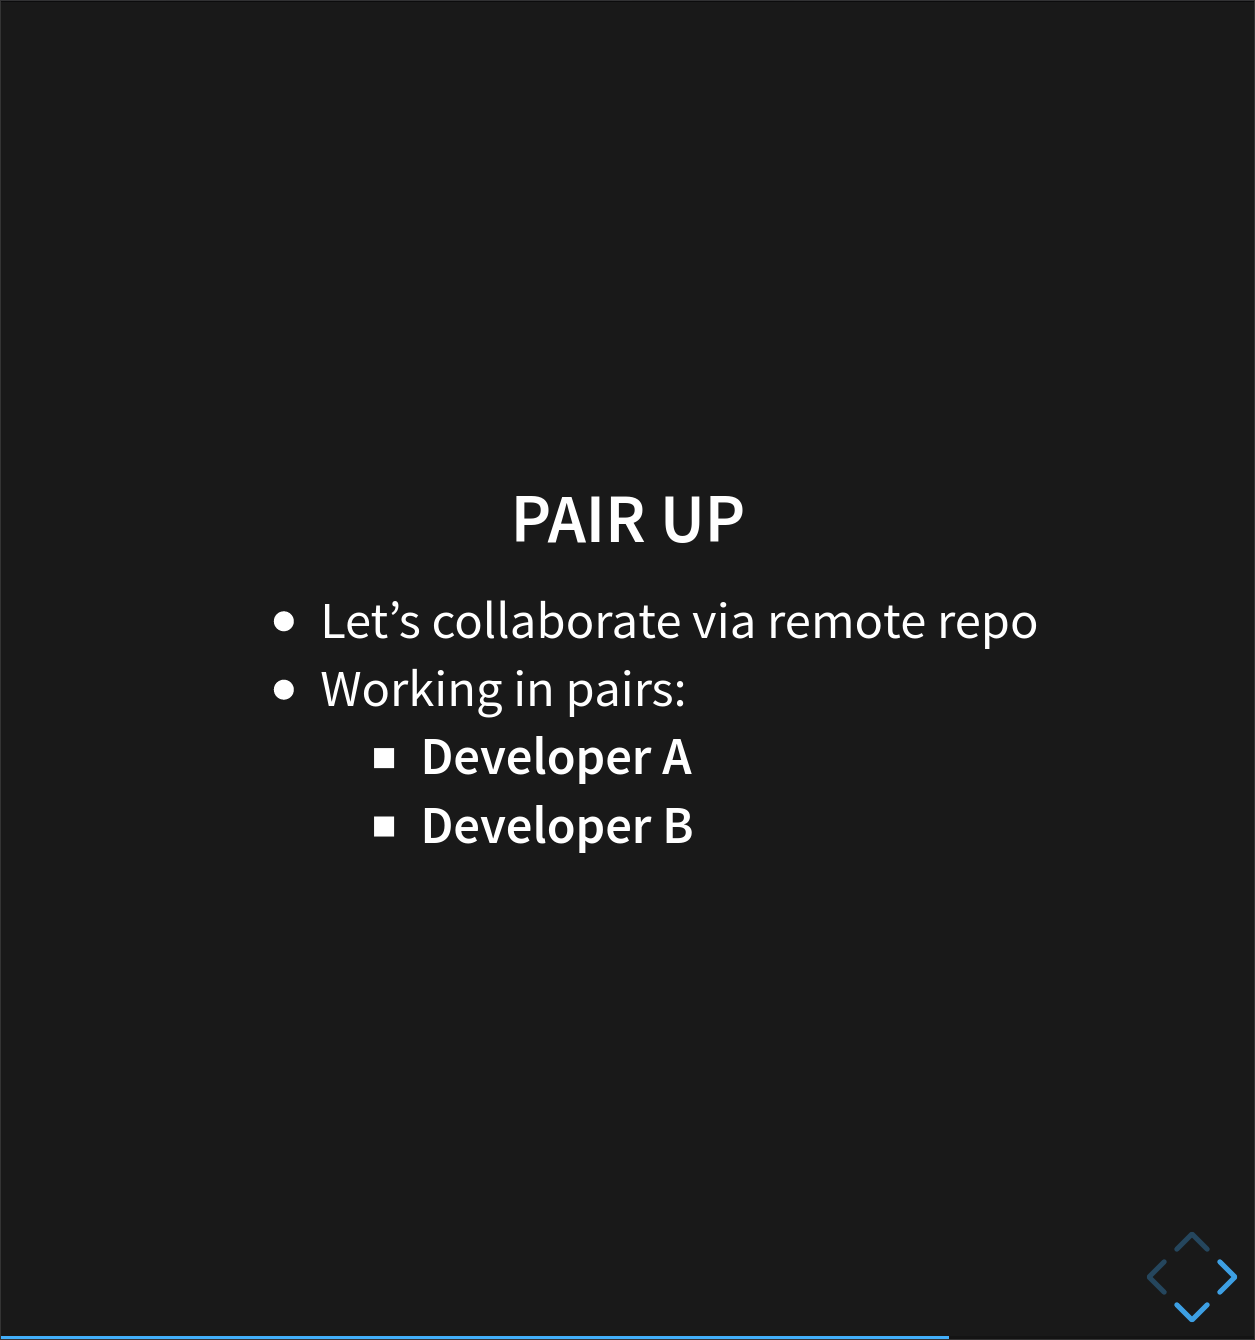 PAIR UP
Let’s collaborate via remote repo
Working in pairs:
Developer A
Developer B